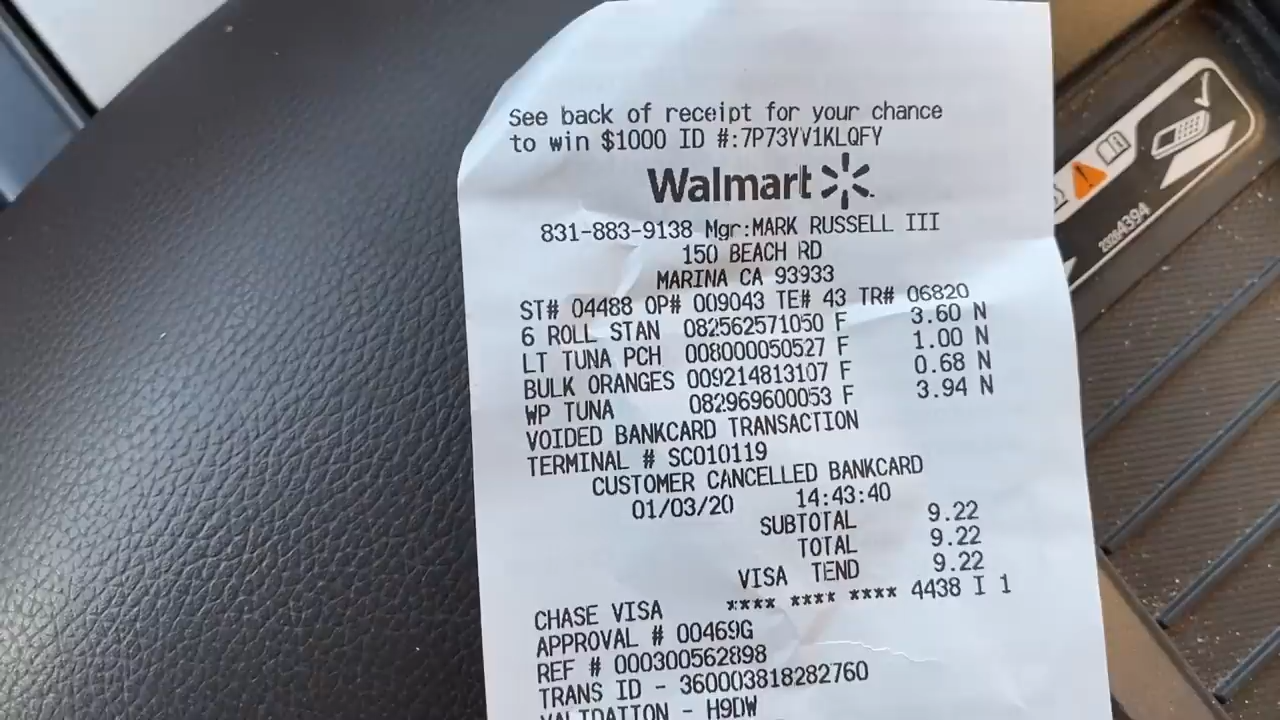 See back of receipt for your chance
to win $1000 ID #:7P73YV1KLQFY
Walmart
831-883-9138 Mgr:MARK RUSSELL III
150 BEACH RD
MARINA CA 93933
ST# 04488 OP# 009043 TE# 43 TR# 06820
6 ROLL STAN 082562571050 F 3.60 N
LT TUNA PCH 008000050527 F 1.00 N
BULK ORANGES 009214813107 F 0.68 N
WP TUNA 082969600053 F 3.94 N
VOIDED BANKCARD TRANSACTION
TERMINAL # SC010119
CUSTOMER CANCELLED BANKCARD
01/03/20 14:43:40
SUBTOTAL 9.22
TOTAL 9.22
VISA TEND 9.22
CHASE VISA **** **** **** 4438 I 1
APPROVAL # 00469G
REF # 000300562898
TRANS ID - 360003818282760
VALIDATION - H9DW